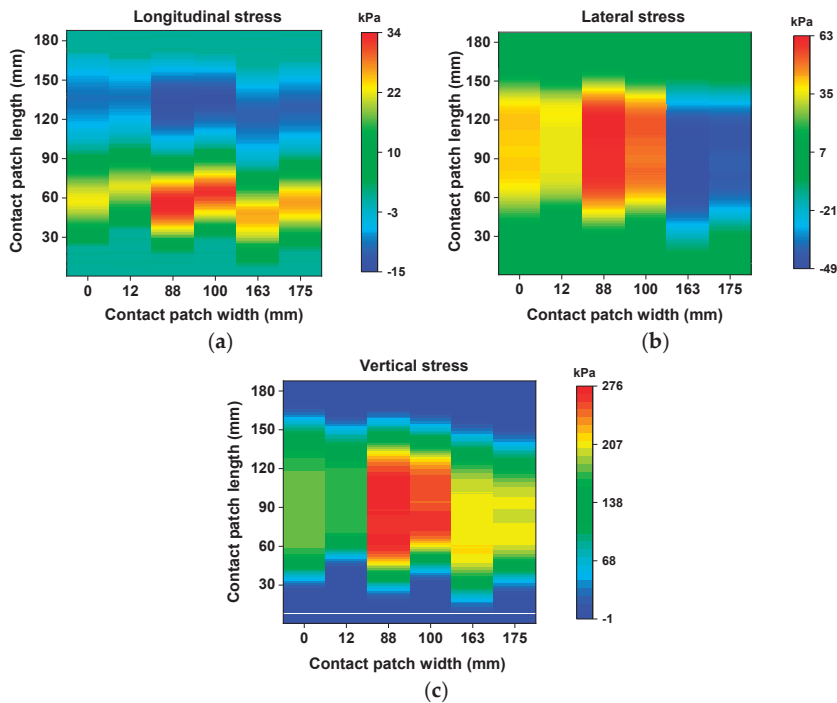 Longitudinal stress
kPa
Contact patch length (mm)
180
150
120
90
60
30
0 12 88 100 163 175
Contact patch width (mm)
34
22
10
-3
-15
(a)
Lateral stress
kPa
Contact patch length (mm)
180
150
120
90
60
30
0 12 88 100 163 175
Contact patch width (mm)
63
35
7
-21
-49
(b)
Vertical stress
kPa
Contact patch length (mm)
180
150
120
90
60
30
0 12 88 100 163 175
Contact patch width (mm)
276
207
138
68
-1
(c)